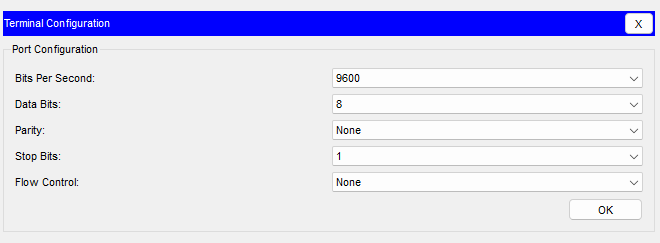 Terminal Configuration X
Port Configuration
Bits Per Second: 9600
Data Bits: 8
Parity: None
Stop Bits: 1
Flow Control: None
OK